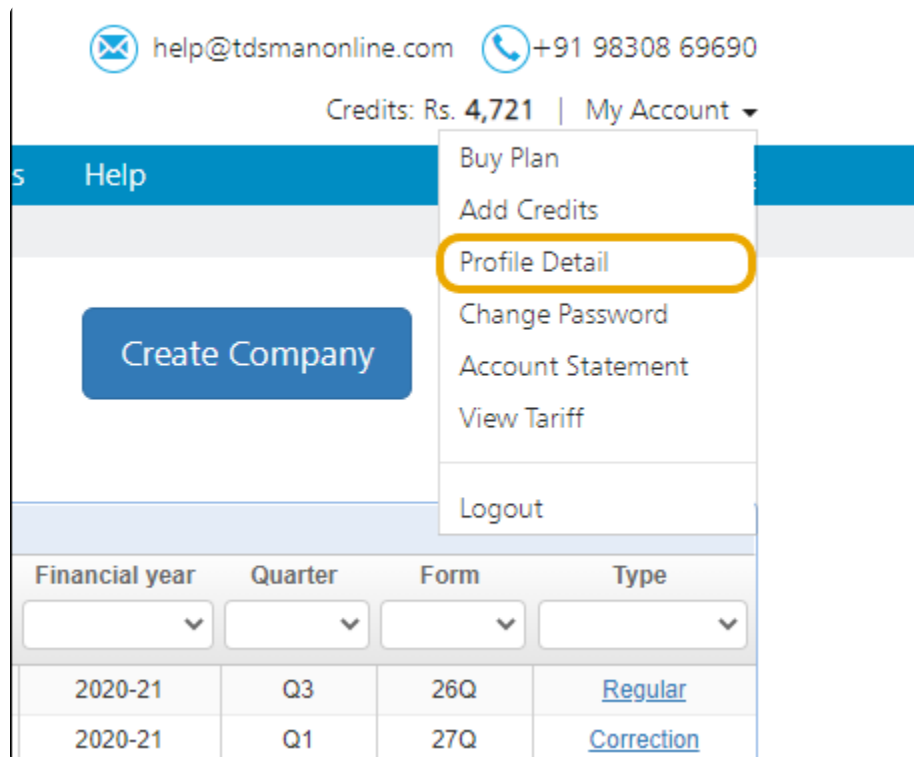 help@tdsmanonline.com +91 98308 69690
Credits: Rs. 4,721 | My Account
s Help
Buy Plan
Add Credits
Profile Detail
Change Password
Account Statement
View Tariff
Logout
Create Company
Financial year Quarter Form Type
2020-21 Q3 26Q Regular
2020-21 Q1 27Q Correction